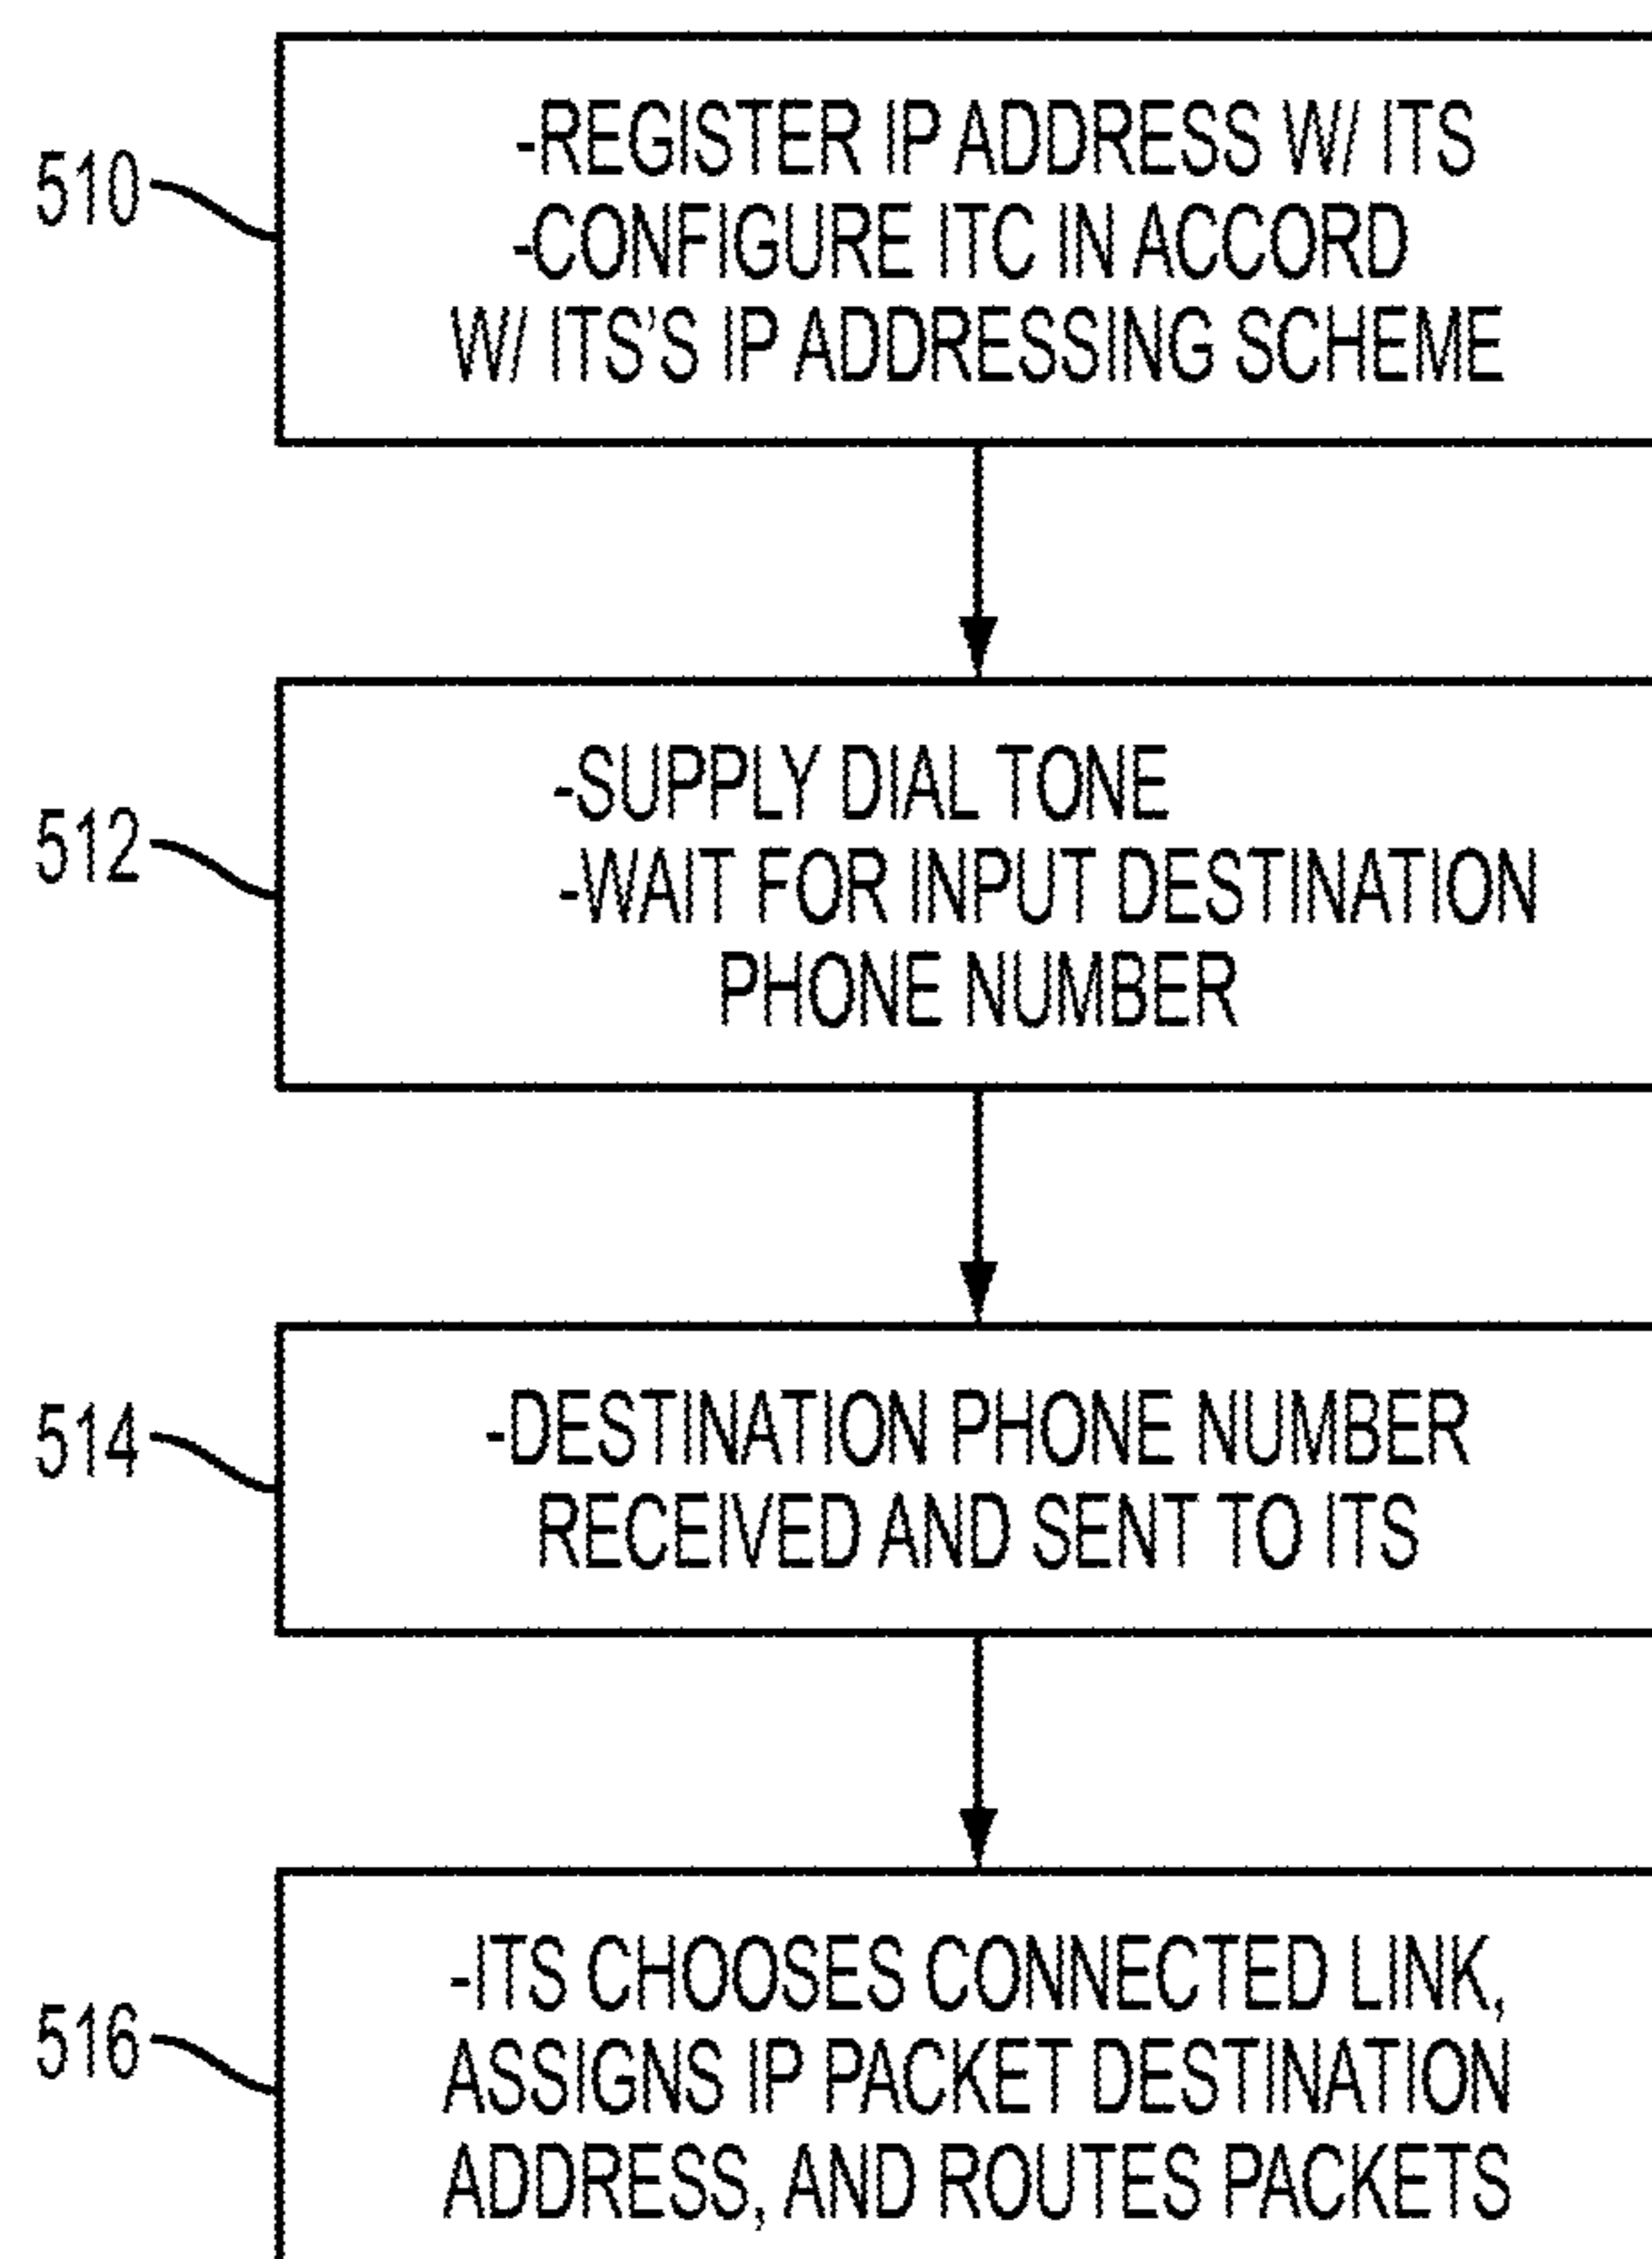 510
-REGISTER IP ADDRESS W/ ITS
-CONFIGURE ITC IN ACCORD
W/ ITS'S IP ADDRESSING SCHEME
512
-SUPPLY DIAL TONE
-WAIT FOR INPUT DESTINATION
PHONE NUMBER
514
-DESTINATION PHONE NUMBER
RECEIVED AND SENT TO ITS
516
-ITS CHOOSES CONNECTED LINK,
ASSIGNS IP PACKET DESTINATION
ADDRESS, AND ROUTES PACKETS